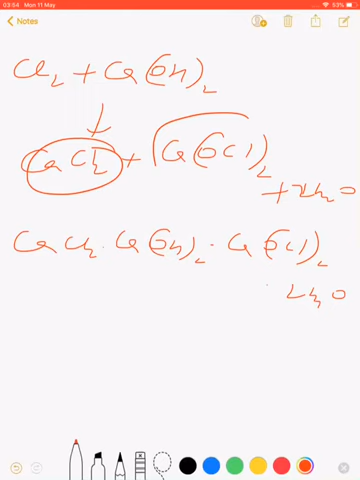 03:54 Mon 11 May
53%
Notes
Cl₂ + Ca(OH)₂
↓
CaCl₂ + Ca(OCl)₂
+ 2H₂O
CaCl₂ · Ca(OH)₂ · Ca(OCl)₂
· 2H₂O